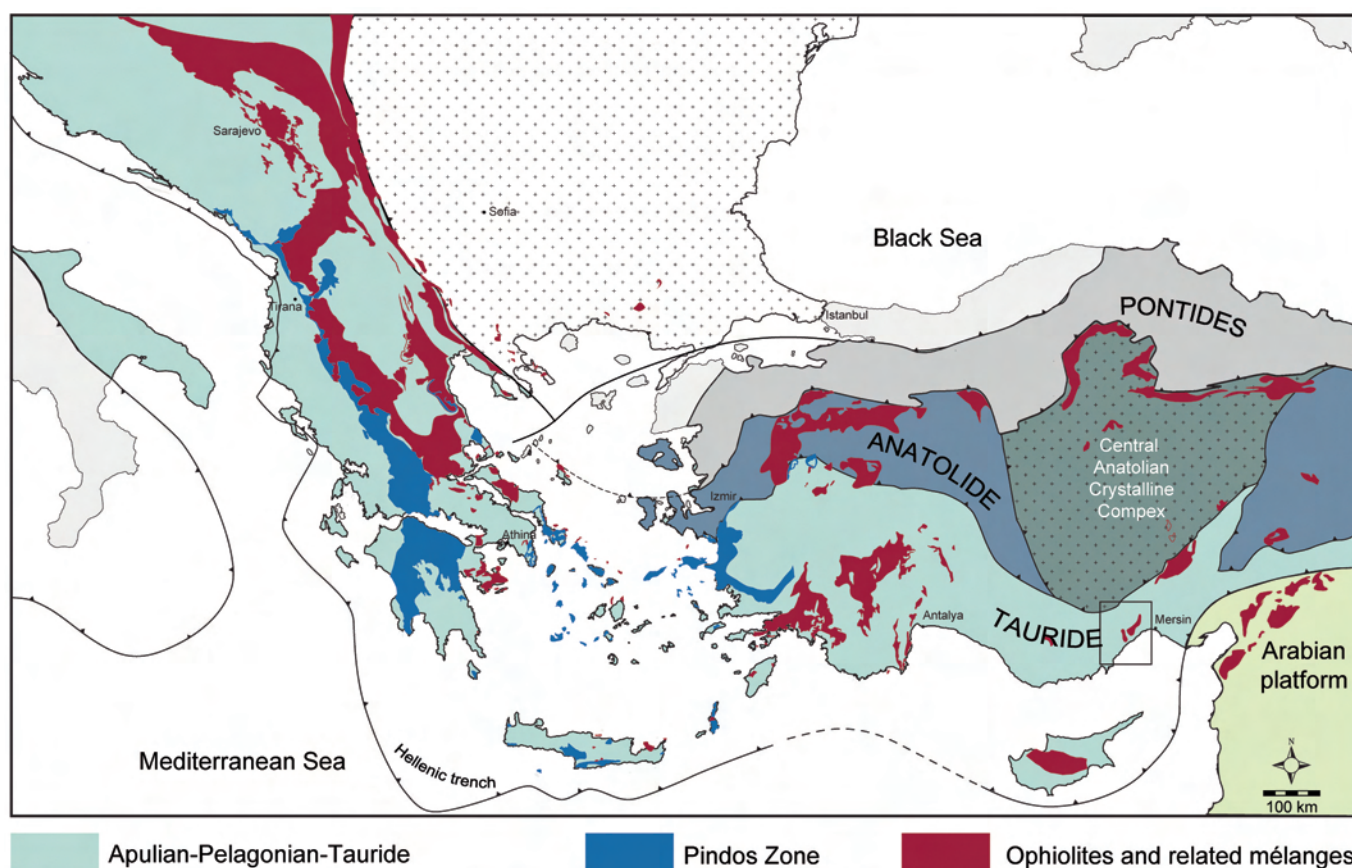 Sarajevo
Sofia
Black Sea
Tirana
Istanbul
PONTIDES
ANATOLIDE
Central
Anatolian
Crystalline
Compex
Izmir
Athina
Antalya
TAURIDE
Mersin
Arabian
platform
Mediterranean Sea
Hellenic trench
N
100 km
Apulian-Pelagonian-Tauride
Pindos Zone
Ophiolites and related mélanges